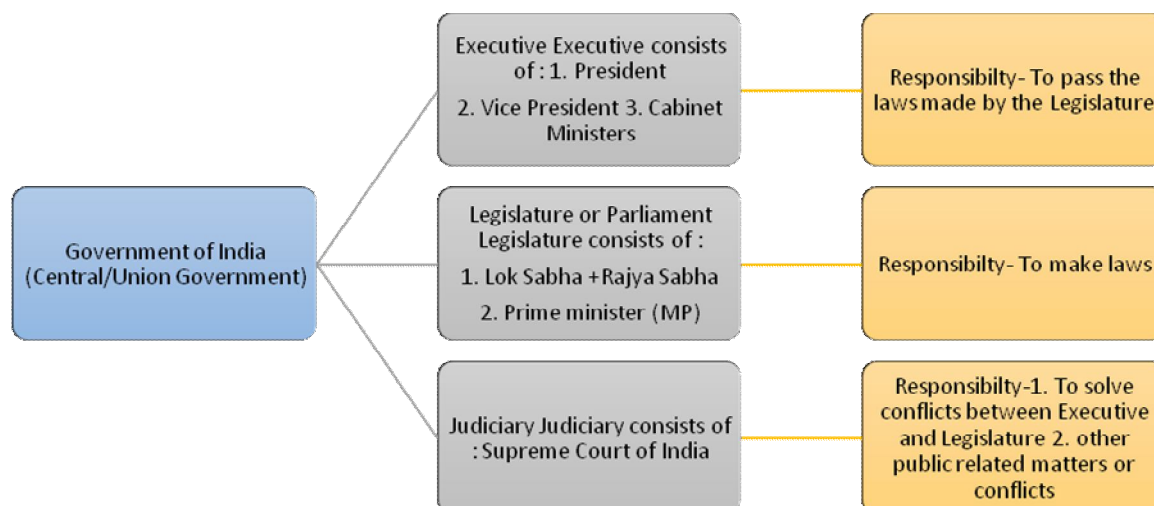 Government of India
(Central/Union Government)
Executive Executive consists
of : 1. President
2. Vice President 3. Cabinet
Ministers
Responsibilty- To pass the
laws made by the Legislature
Legislature or Parliament
Legislature consists of :
1. Lok Sabha +Rajya Sabha
2. Prime minister (MP)
Responsibilty- To make laws
Judiciary Judiciary consists of
: Supreme Court of India
Responsibilty-1. To solve
conflicts between Executive
and Legislature 2. other
public related matters or
conflicts